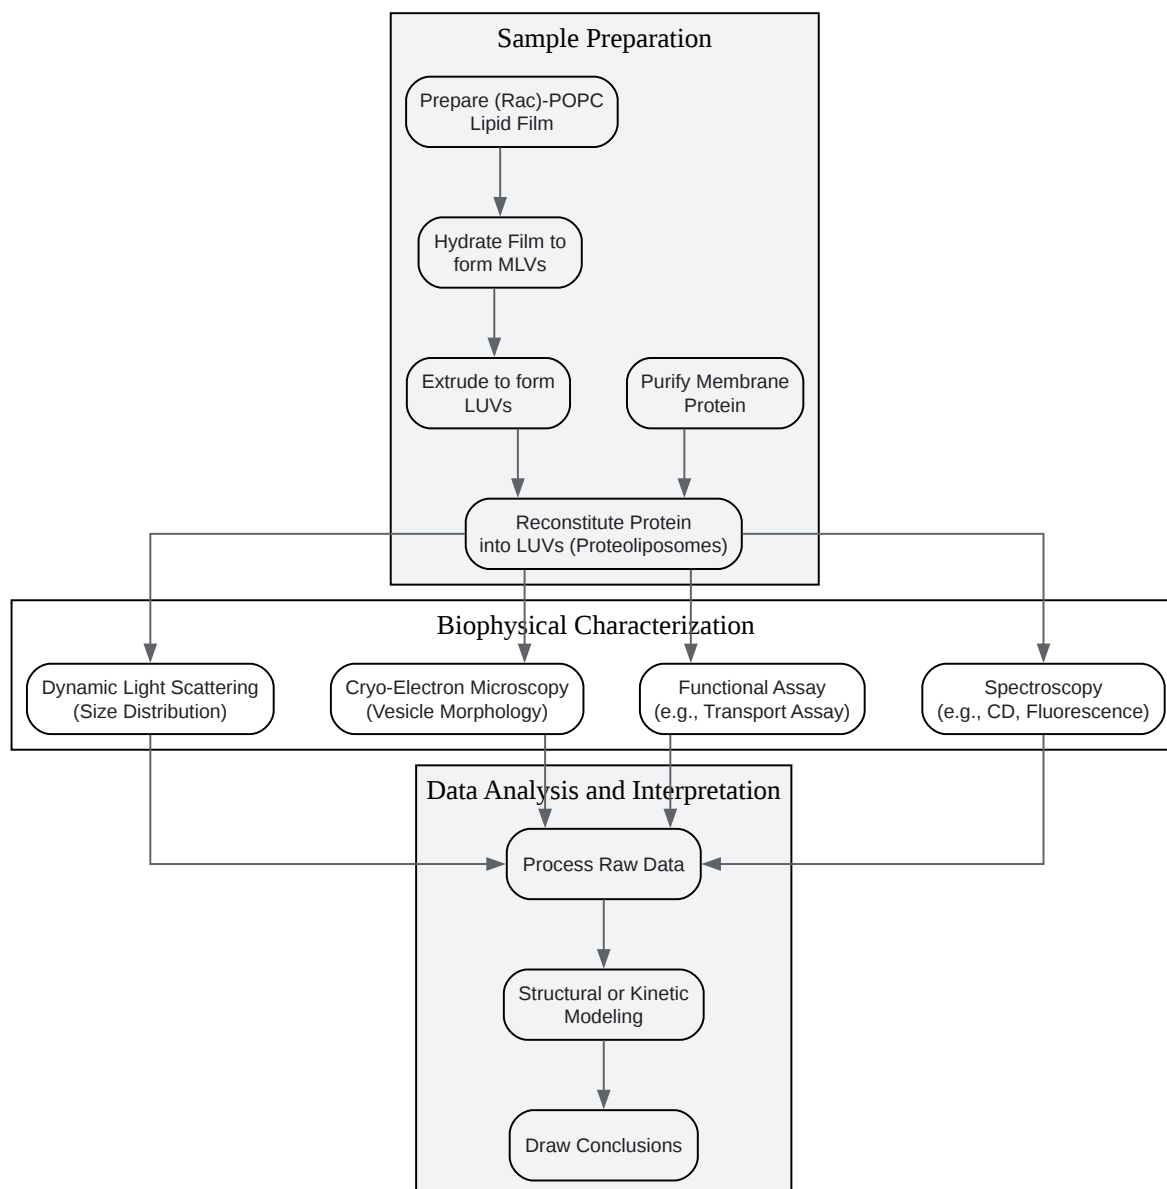 Sample Preparation
Prepare (Rac)-POPC
Lipid Film
Hydrate Film to
form MLVs
Extrude to form
LUVs
Purify Membrane
Protein
Reconstitute Protein
into LUVs (Proteoliposomes)
Biophysical Characterization
Dynamic Light Scattering
(Size Distribution)
Cryo-Electron Microscopy
(Vesicle Morphology)
Functional Assay
(e.g., Transport Assay)
Spectroscopy
(e.g., CD, Fluorescence)
Data Analysis and Interpretation
Process Raw Data
Structural or Kinetic
Modeling
Draw Conclusions